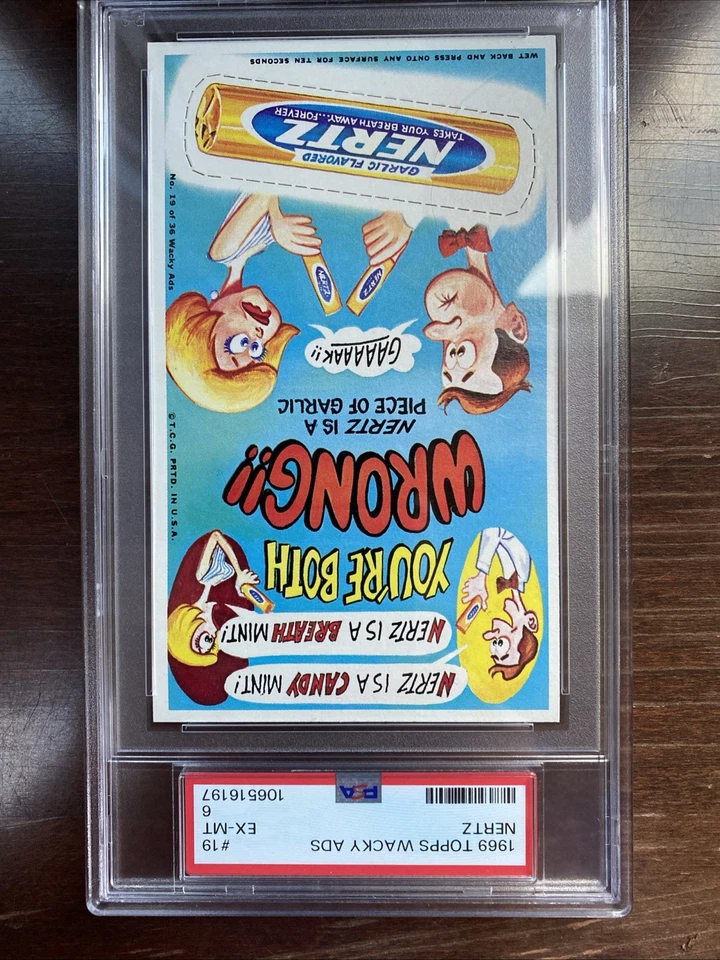 1969 TOPPS WACKY ADS
#19
NERTZ
EX-MT
6
PSA
106516197
NERTZ IS A CANDY MINT!
NERTZ IS A BREATH MINT!
YOU'RE BOTH
WRONG!!
NERTZ IS A
PIECE OF GARLIC
GAAAAAK!!
NERTZ
NERTZ
GARLIC FLAVORED
NERTZ
TAKES YOUR BREATH AWAY...FOREVER
WET BACK AND PRESS ONTO ANY SURFACE FOR TEN SECONDS
© T.C.G. PRTD. IN U.S.A.
No. 19 of 36 Wacky Ads